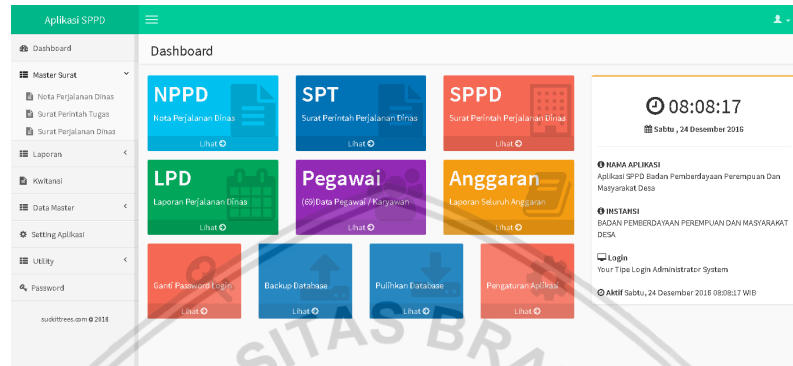 Aplikasi SPPD
Dashboard
Master Surat
Nota Perjalanan Dinas
Surat Perintah Tugas
Surat Perjalanan Dinas
Laporan
Kwitansi
Data Master
Setting Aplikasi
Utility
Password
suckittrees.com © 2016
Dashboard
NPPD
Nota Perjalanan Dinas
Lihat
SPT
Surat Perintah Perjalanan Dinas
Lihat
SPPD
Surat Perintah Perjalanan Dinas
Lihat
LPD
Laporan Perjalanan Dinas
Lihat
Pegawai
(69)Data Pegawai / Karyawan
Lihat
Anggaran
Laporan Seluruh Anggaran
Lihat
Ganti Password Login
Lihat
Backup Database
Lihat
Pulihkan Database
Lihat
Pengaturan Aplikasi
Lihat
08:08:17
Sabtu , 24 Desember 2016
NAMA APLIKASI
Aplikasi SPPD Badan Pemberdayaan Perempuan Dan
Masyarakat Desa
INSTANSI
BADAN PEMBERDAYAAN PEREMPUAN DAN MASYARAKAT
DESA
Login
Your Tipe Login Administrator System
Aktif Sabtu, 24 Desember 2016 08:08:17 WIB
SITAS BRA